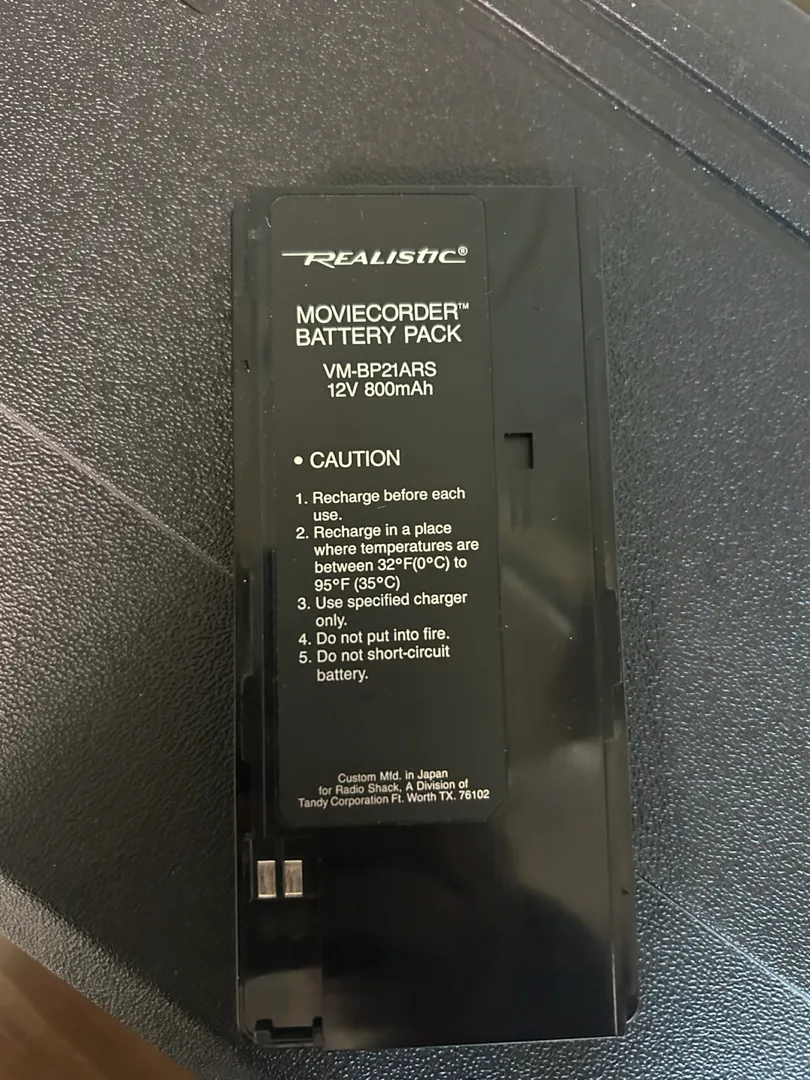 REALISTIC®
MOVIECORDER™
BATTERY PACK
VM-BP21ARS
12V 800mAh
• CAUTION
1. Recharge before each
use.
2. Recharge in a place
where temperatures are
between 32°F(0°C) to
95°F (35°C)
3. Use specified charger
only.
4. Do not put into fire.
5. Do not short-circuit
battery.
Custom Mfd. in Japan
for Radio Shack, A Division of
Tandy Corporation Ft. Worth TX. 76102